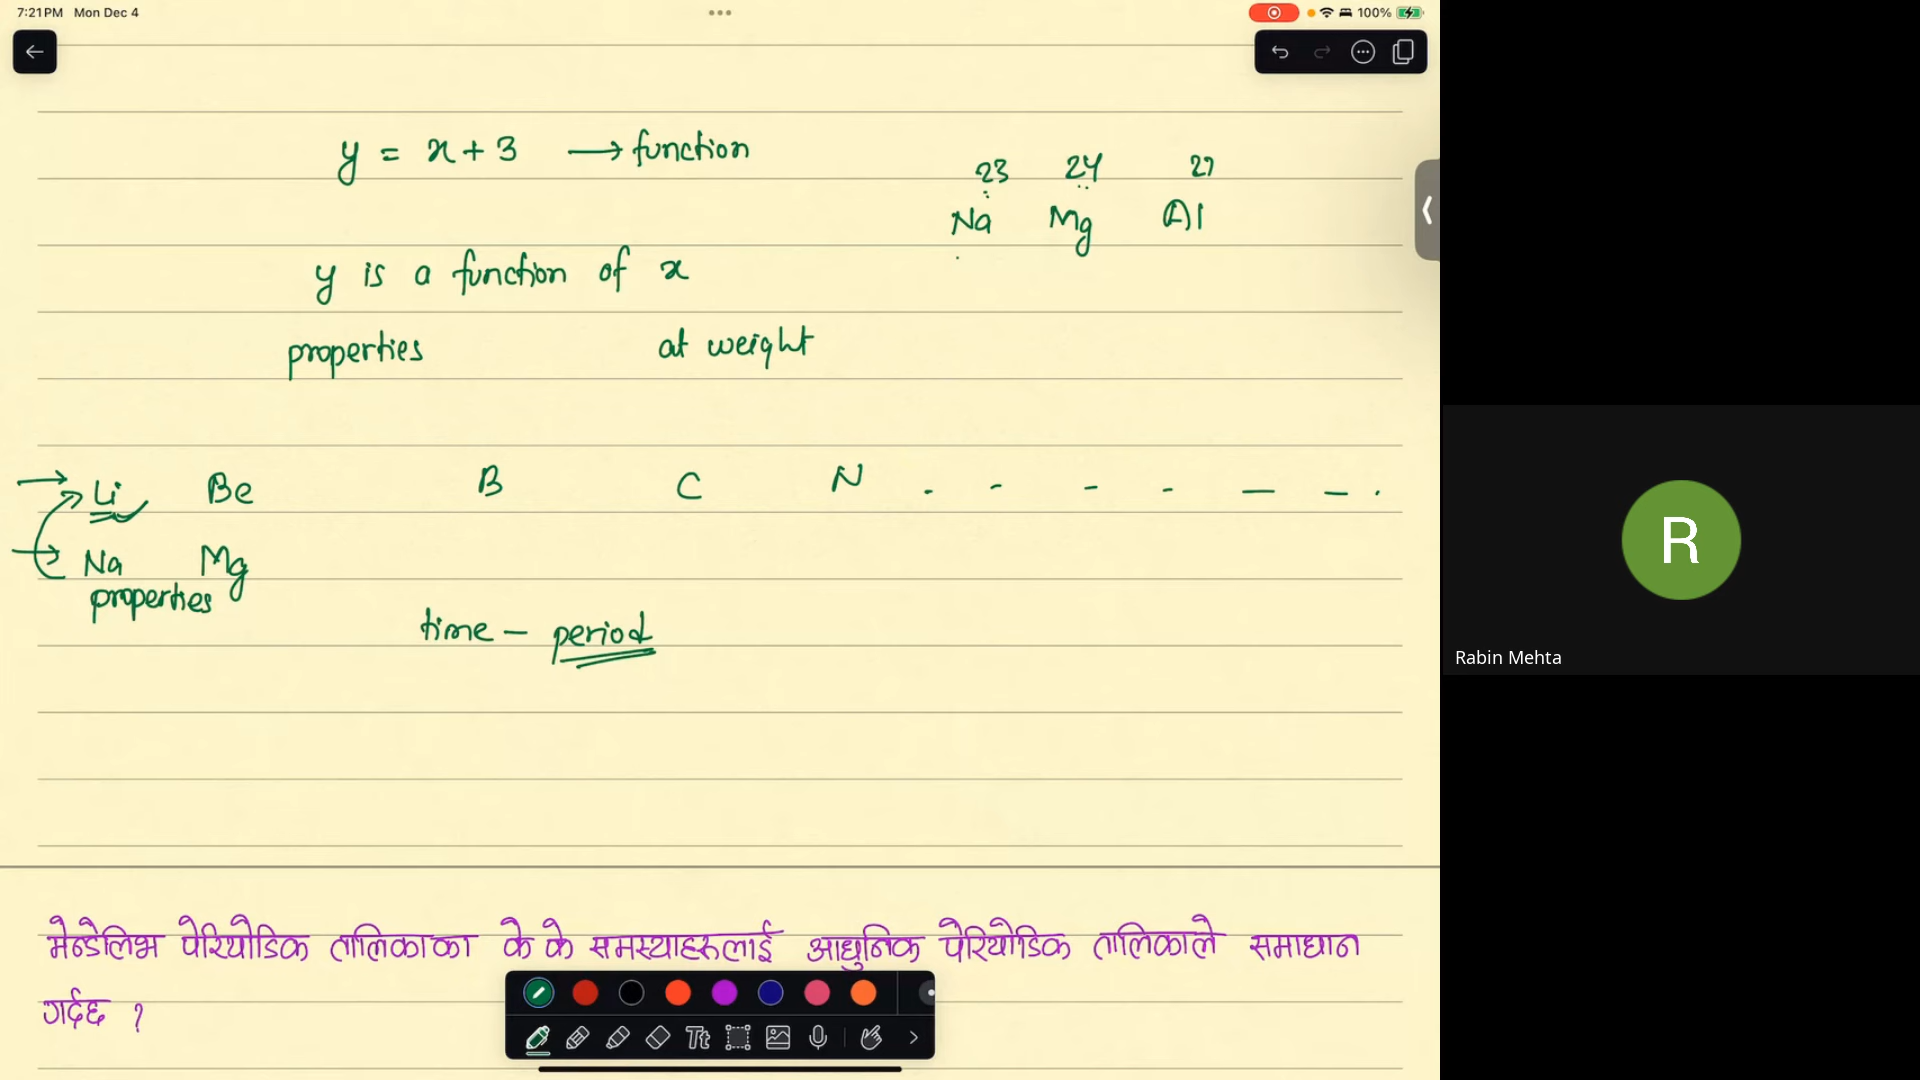 7:21 PM Mon Dec 4
100%
y = x + 3 → function
23 24 27
Na Mg Al
y is a function of x
properties at weight
Li Be B C N . - - - — — .
Na Mg
properties
time - period
R
Rabin Mehta
मेन्डेलिभ पेरियोडिक तालिकाका के के समस्याहरूलाई आधुनिक पेरियोडिक तालिकाले समाधान
गर्दछ ?
Tt